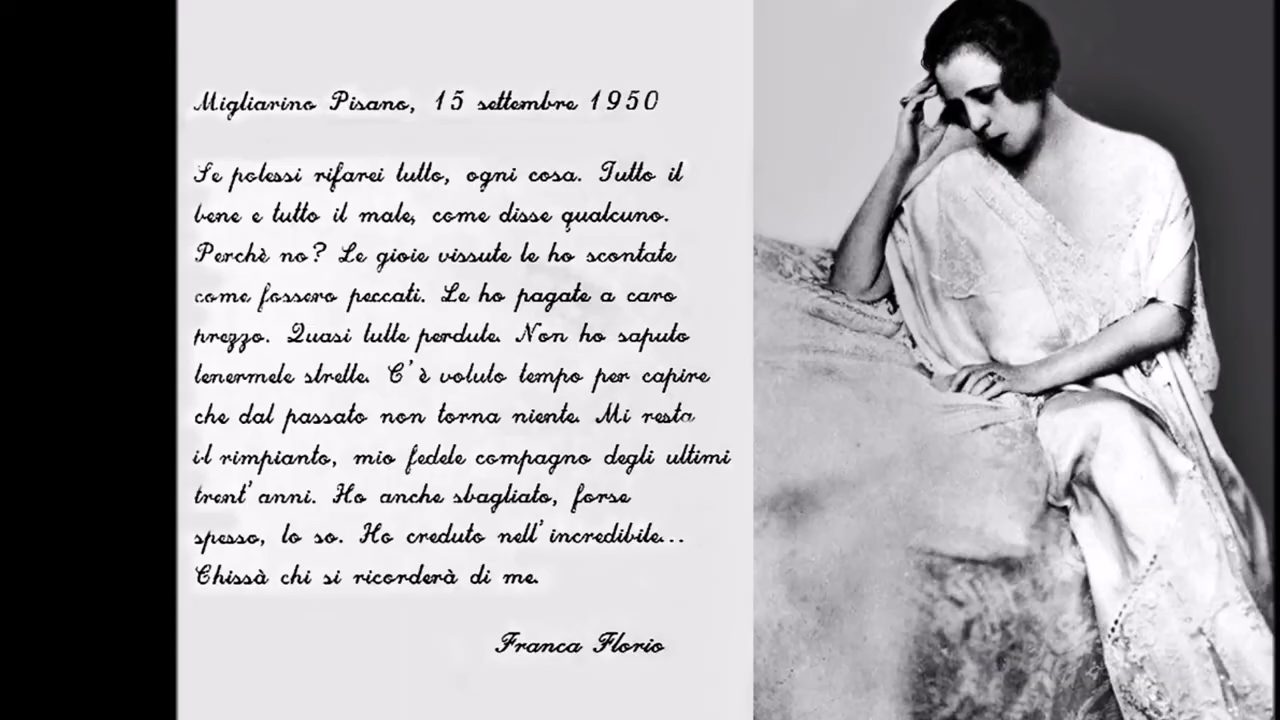 Migliarino Pisano, 15 settembre 1950
Se potessi rifarei tutto, ogni cosa. Tutto il
bene e tutto il male, come disse qualcuno.
Perchè no? Le gioie vissute le ho scontate
come fossero peccati. Le ho pagate a caro
prezzo. Quasi tutte perdute. Non ho saputo
tenermele strette. C'è voluto tempo per capire
che dal passato non torna niente. Mi resta
il rimpianto, mio fedele compagno degli ultimi
trent'anni. Ho anche sbagliato, forse
spesso, lo so. Ho creduto nell'incredibile...
Chissà chi si ricorderà di me.
Franca Florio